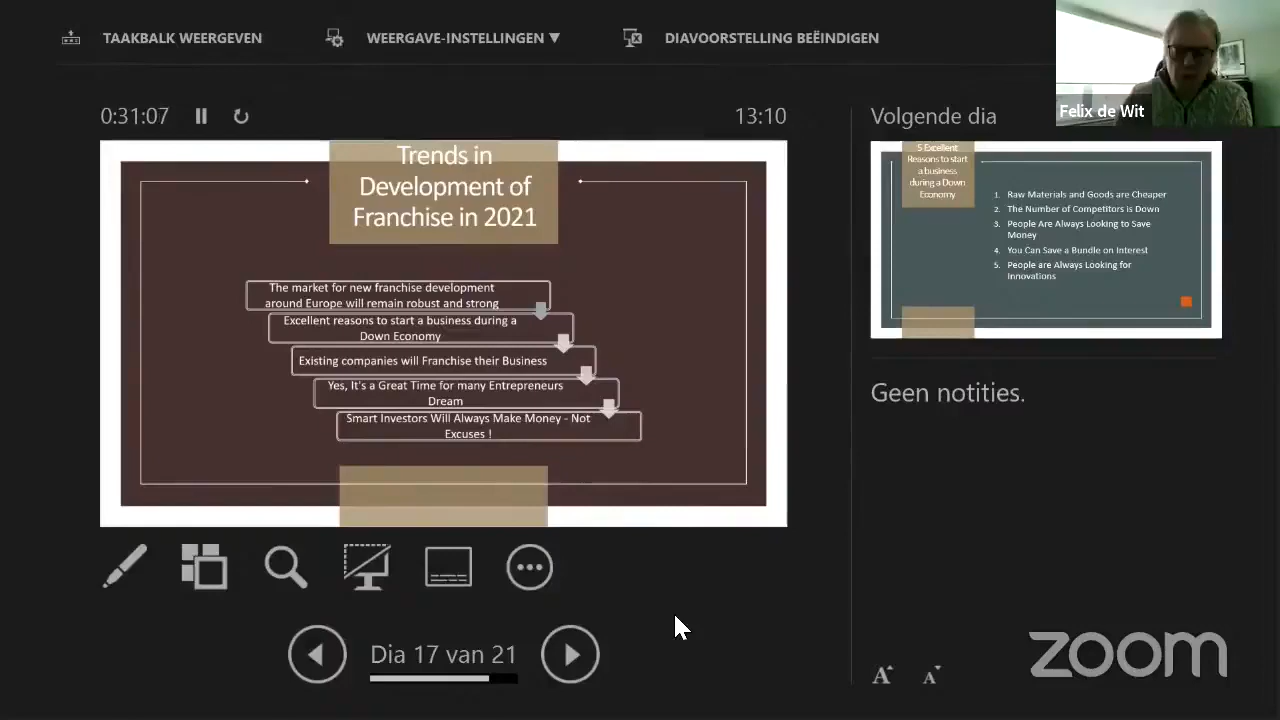 TAAKBALK WEERGEVEN
WEERGAVE-INSTELLINGEN ▼
DIAVOORSTELLING BEËINDIGEN
Felix de Wit
0:31:07
13:10
Trends in
Development of
Franchise in 2021
The market for new franchise development
around Europe will remain robust and strong
Excellent reasons to start a business during a
Down Economy
Existing companies will Franchise their Business
Yes, It's a Great Time for many Entrepreneurs
Dream
Smart Investors Will Always Make Money - Not
Excuses !
Dia 17 van 21
Volgende dia
5 Excellent
Reasons to start
a business
during a Down
Economy
1. Raw Materials and Goods are Cheaper
2. The Number of Competitors is Down
3. People Are Always Looking to Save
Money
4. You Can Save a Bundle on Interest
5. People are Always Looking for
Innovations
Geen notities.
A A
zoom